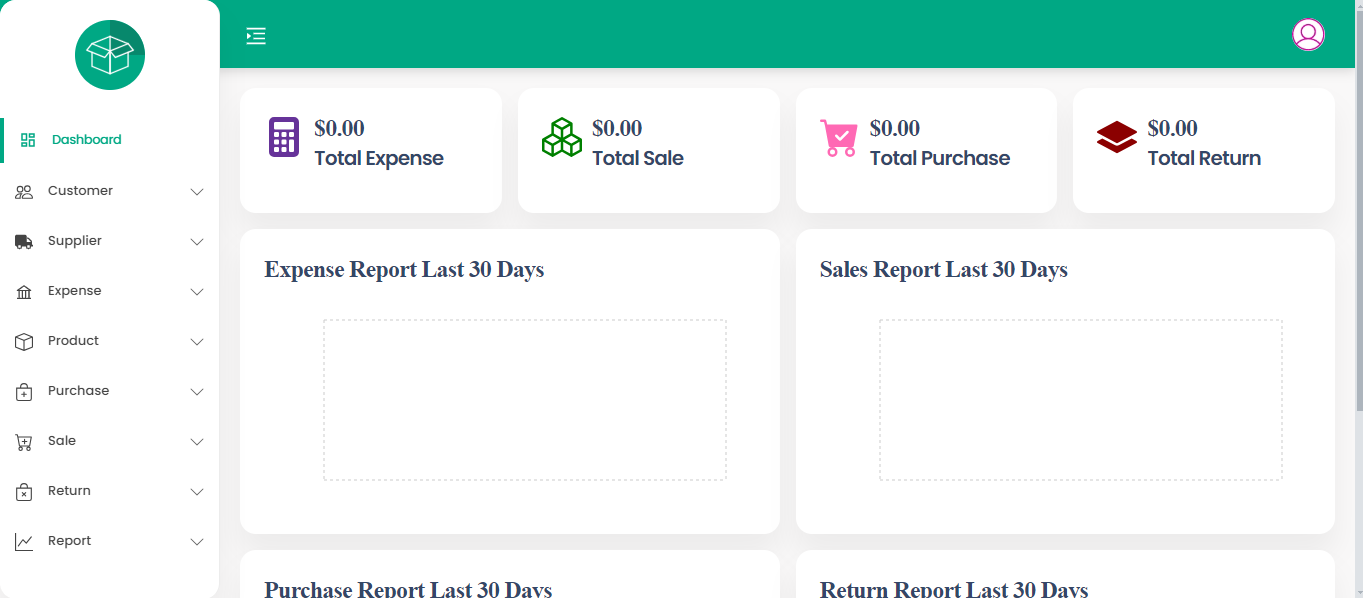 Dashboard
Customer
Supplier
Expense
Product
Purchase
Sale
Return
Report
$0.00
Total Expense
$0.00
Total Sale
$0.00
Total Purchase
$0.00
Total Return
Expense Report Last 30 Days
Sales Report Last 30 Days
Purchase Report Last 30 Days
Return Report Last 30 Days